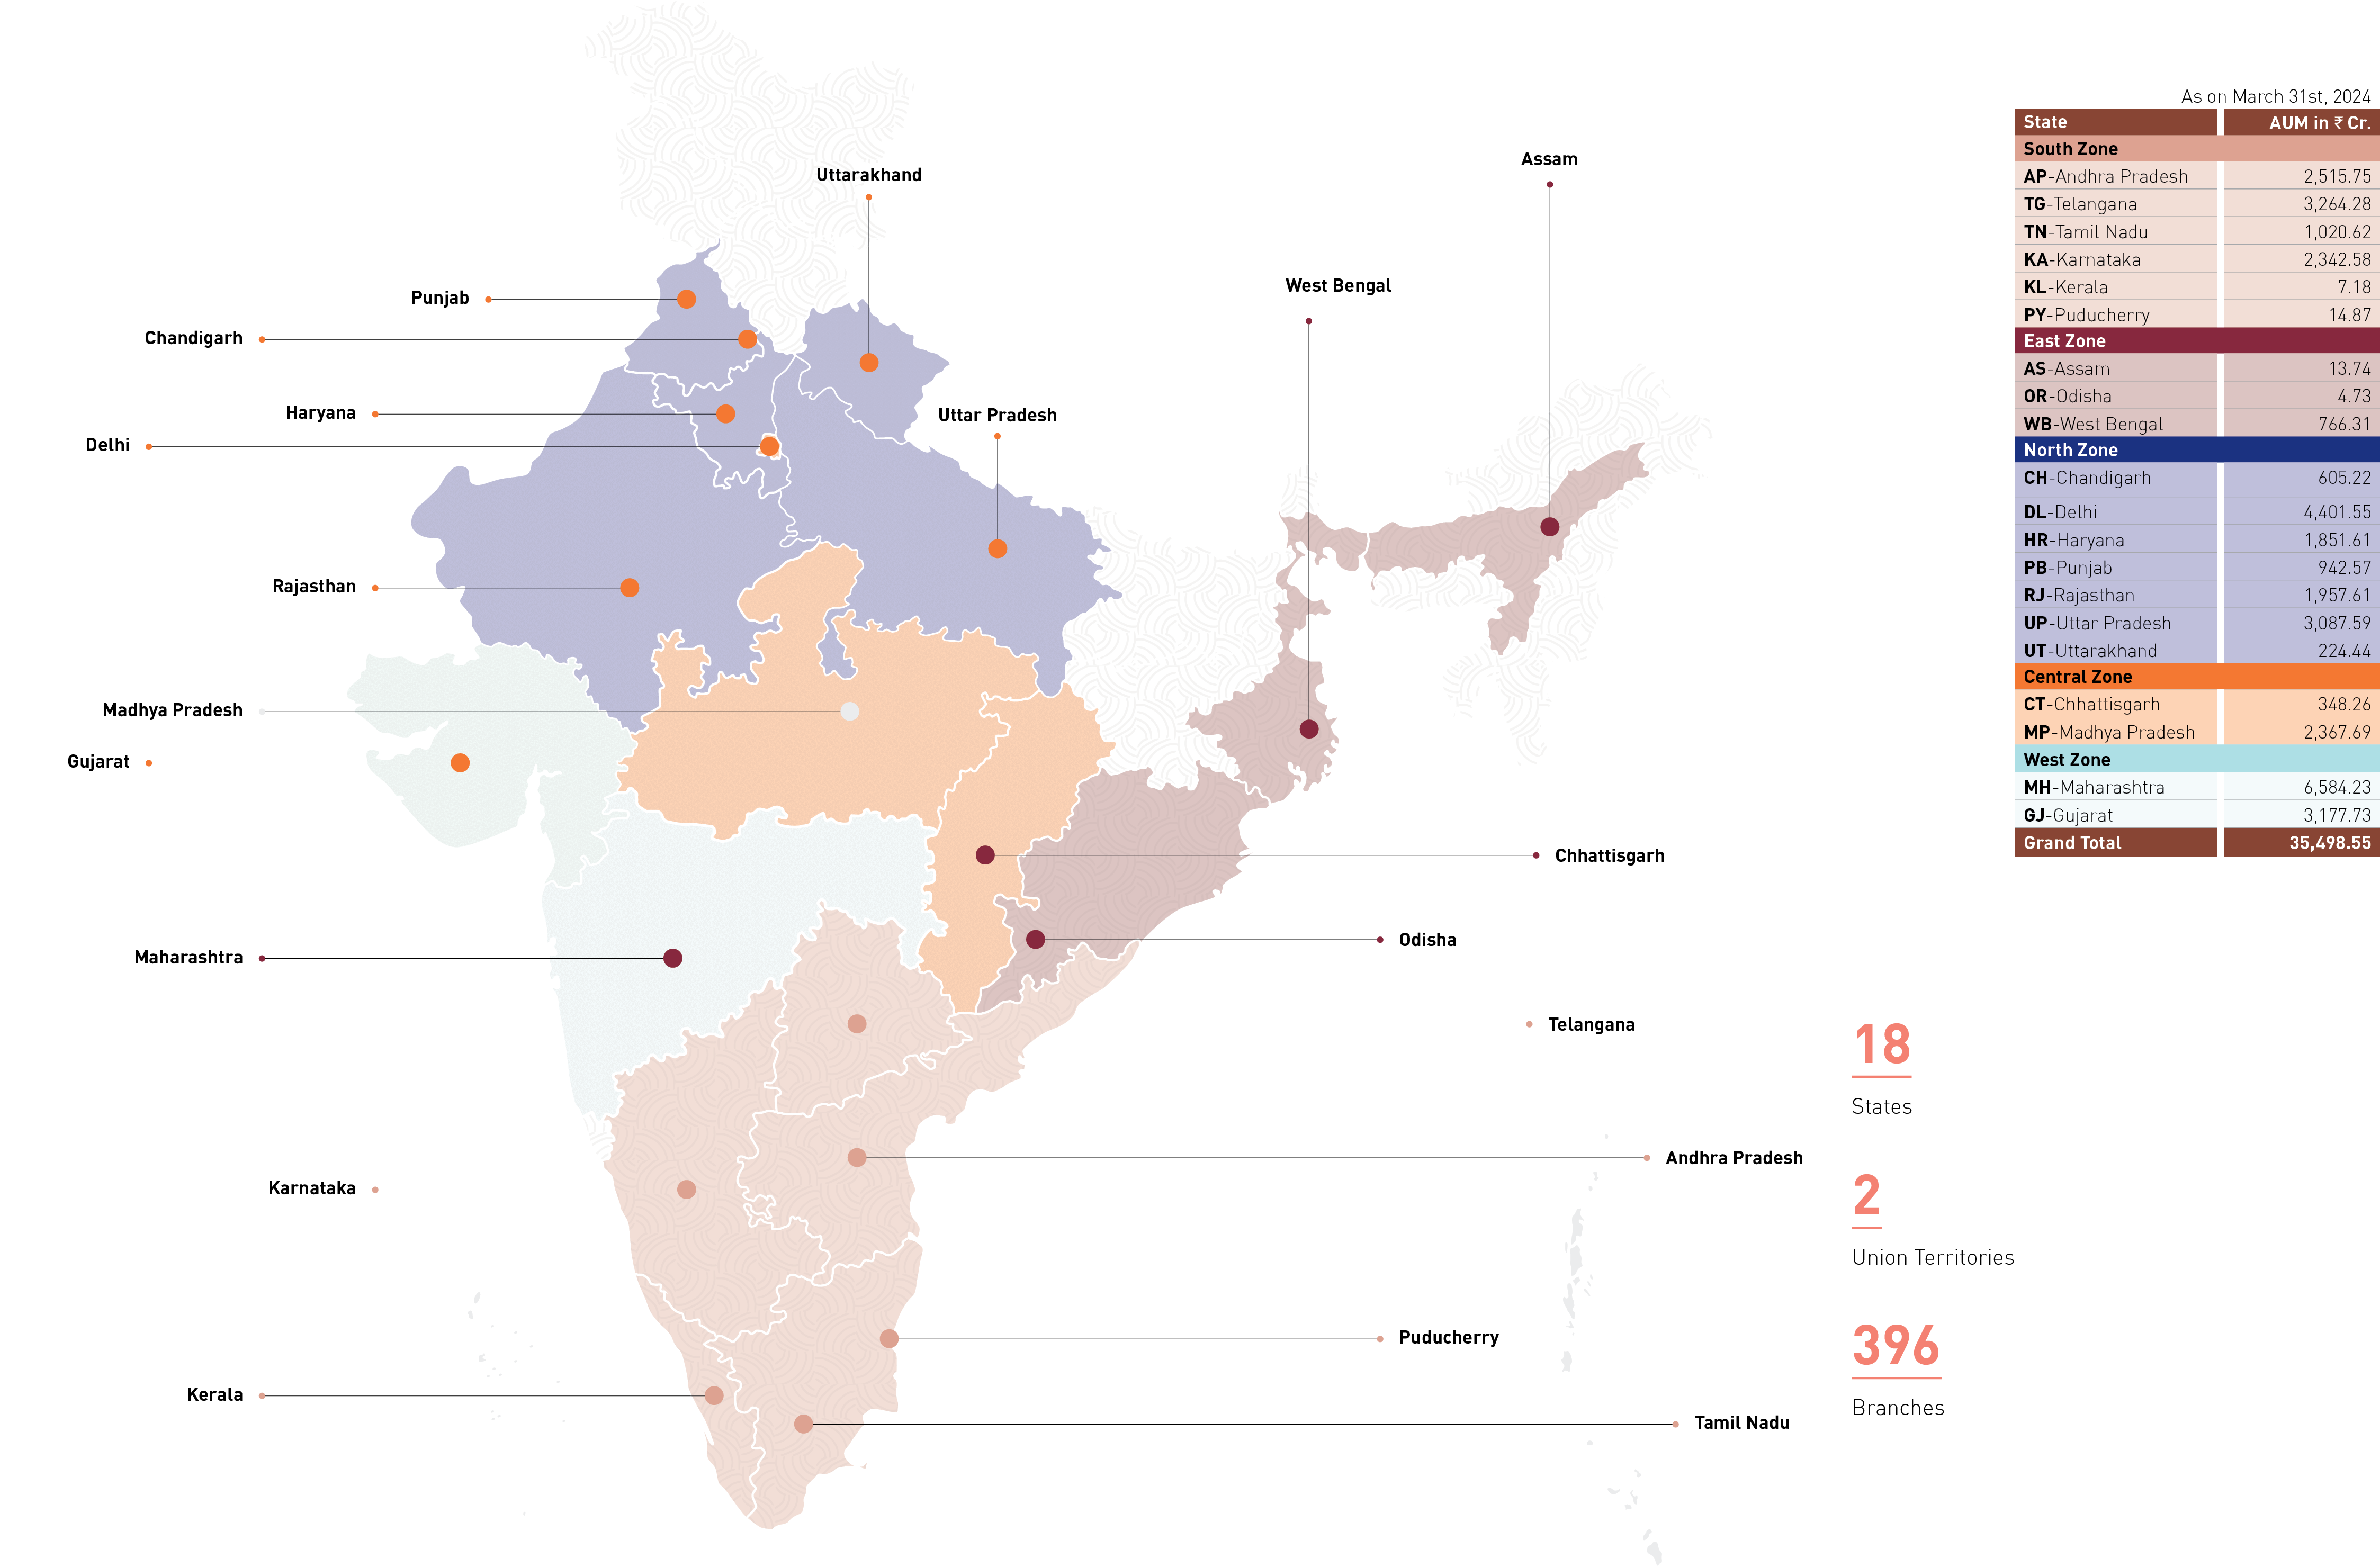 As on March 31st, 2024
State AUM in ₹ Cr.
South Zone
AP-Andhra Pradesh 2,515.75
TG-Telangana 3,264.28
TN-Tamil Nadu 1,020.62
KA-Karnataka 2,342.58
KL-Kerala 7.18
PY-Puducherry 14.87
East Zone
AS-Assam 13.74
OR-Odisha 4.73
WB-West Bengal 766.31
North Zone
CH-Chandigarh 605.22
DL-Delhi 4,401.55
HR-Haryana 1,851.61
PB-Punjab 942.57
RJ-Rajasthan 1,957.61
UP-Uttar Pradesh 3,087.59
UT-Uttarakhand 224.44
Central Zone
CT-Chhattisgarh 348.26
MP-Madhya Pradesh 2,367.69
West Zone
MH-Maharashtra 6,584.23
GJ-Gujarat 3,177.73
Grand Total 35,498.55
Assam
Uttarakhand
West Bengal
Punjab
Chandigarh
Haryana
Uttar Pradesh
Delhi
Rajasthan
Madhya Pradesh
Gujarat
Chhattisgarh
Odisha
Maharashtra
Telangana
Andhra Pradesh
Karnataka
Puducherry
Kerala
Tamil Nadu
18
States
2
Union Territories
396
Branches